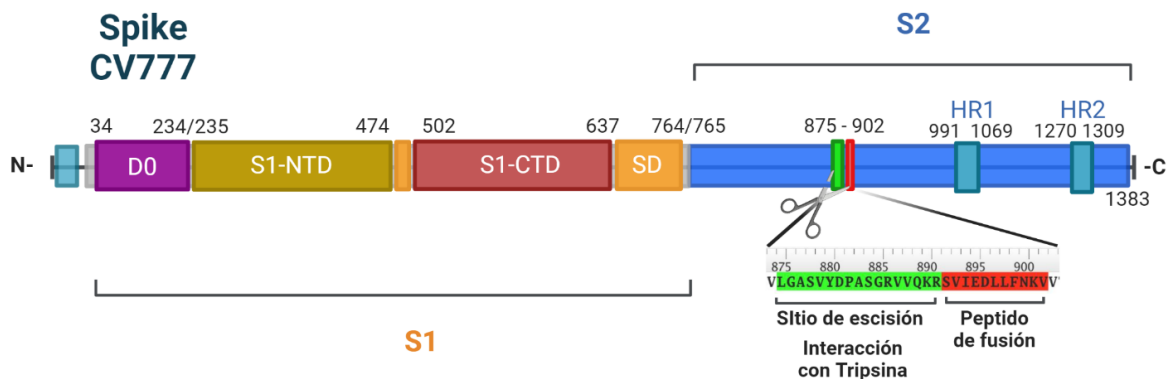 Spike
CV777
S2
HR1
HR2
34
234/235
474
502
637
764/765
875 - 902
991
1069
1270
1309
N-
D0
S1-NTD
S1-CTD
SD
-C
1383
875
880
885
890
895
900
VLGASVYDPASGRVVQKRSVIEDLLFNKVV
SItio de escisión
Interacción
con Tripsina
Peptido
de fusión
S1